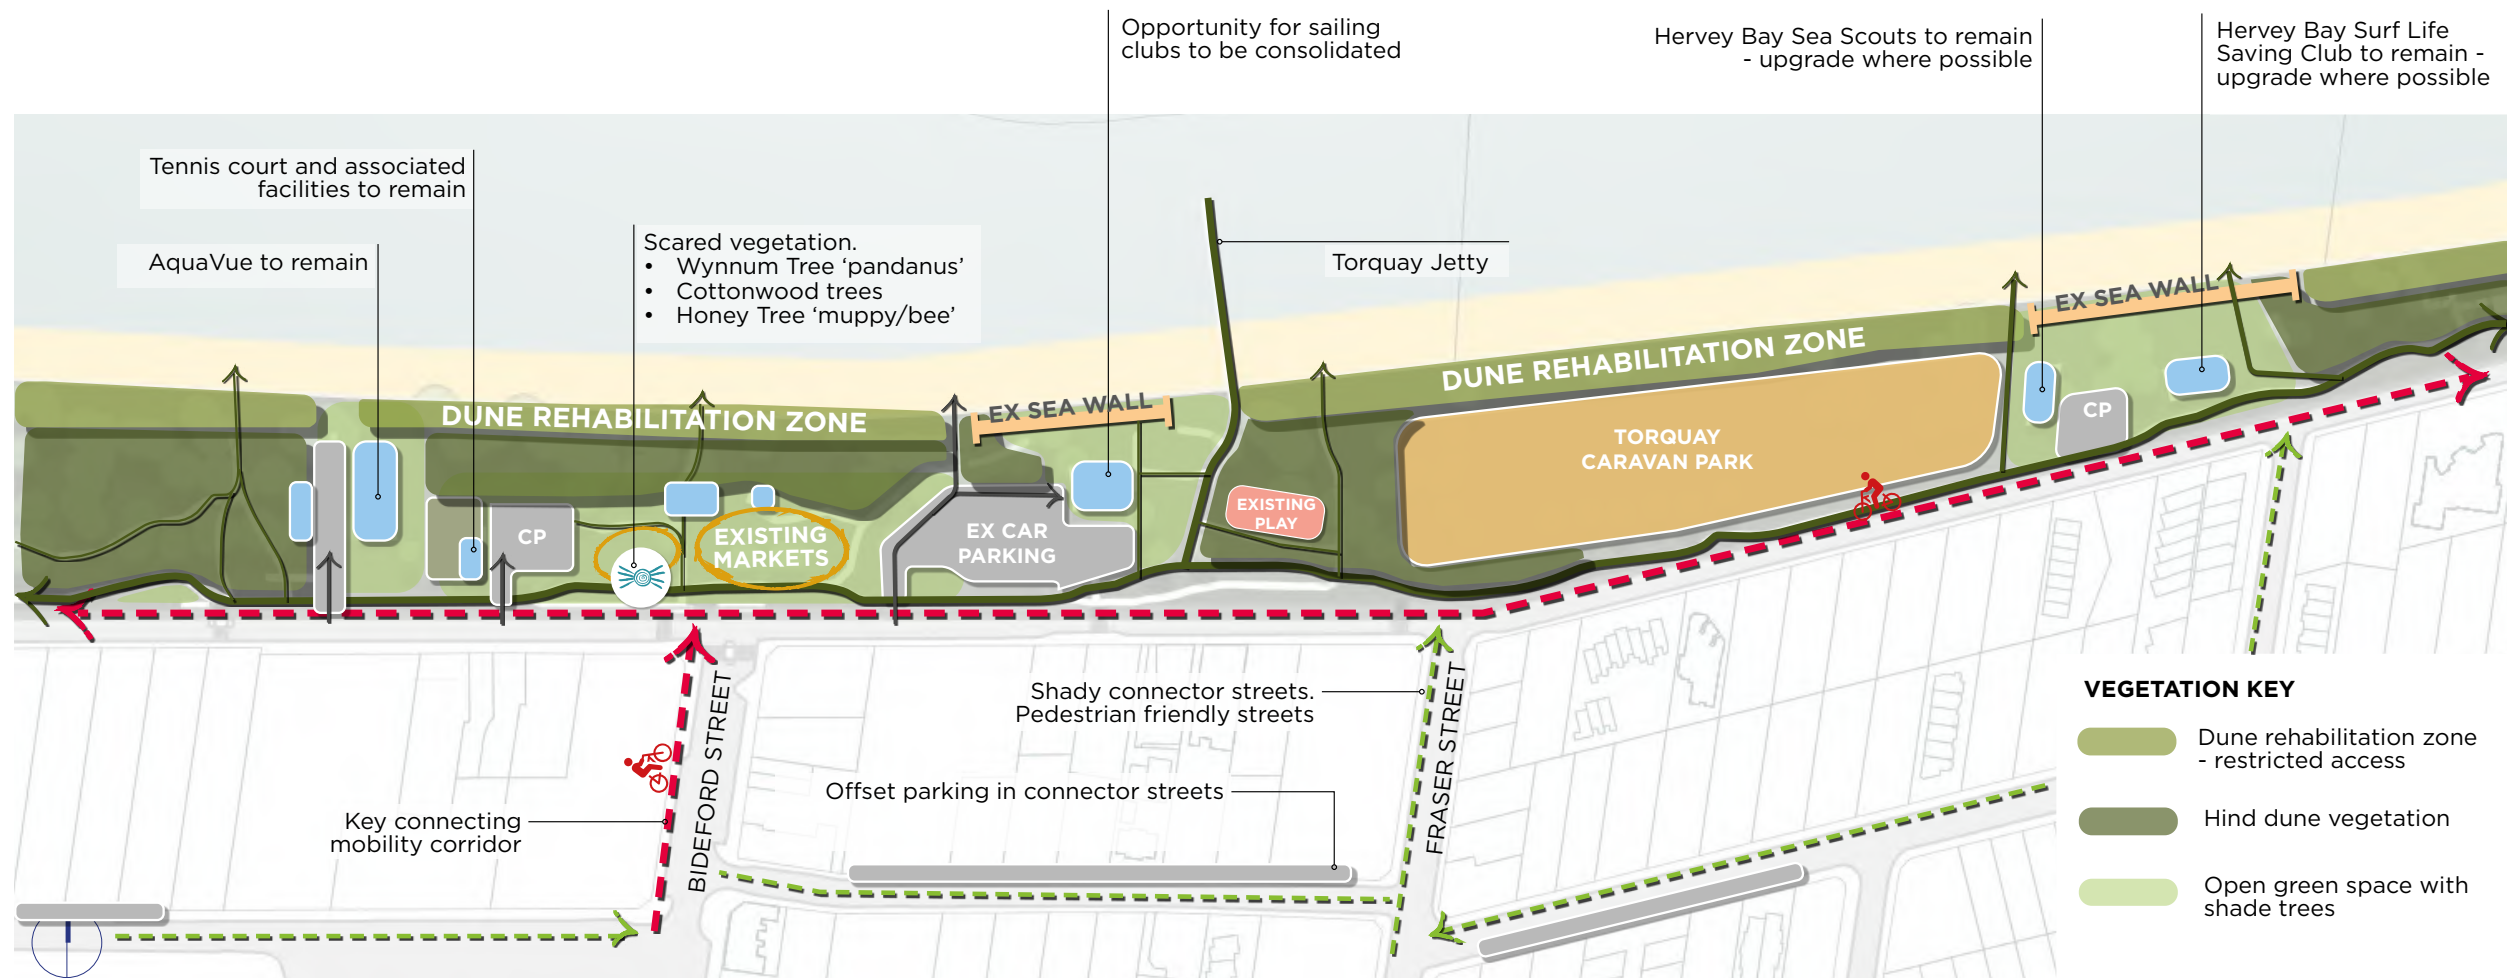 Opportunity for sailing
clubs to be consolidated
Hervey Bay Sea Scouts to remain
- upgrade where possible
Hervey Bay Surf Life
Saving Club to remain -
upgrade where possible
Tennis court and associated
facilities to remain
AquaVue to remain
Scared vegetation.
• Wynnum Tree ‘pandanus’
• Cottonwood trees
• Honey Tree ‘muppy/bee’
Torquay Jetty
EX SEA WALL
DUNE REHABILITATION ZONE
DUNE REHABILITATION ZONE
EX SEA WALL
TORQUAY
CARAVAN PARK
CP
EXISTING
PLAY
CP
EXISTING
MARKETS
EX CAR
PARKING
BIDEFORD STREET
FRASER STREET
Shady connector streets.
Pedestrian friendly streets
Offset parking in connector streets
Key connecting
mobility corridor
VEGETATION KEY
Dune rehabilitation zone
- restricted access
Hind dune vegetation
Open green space with
shade trees